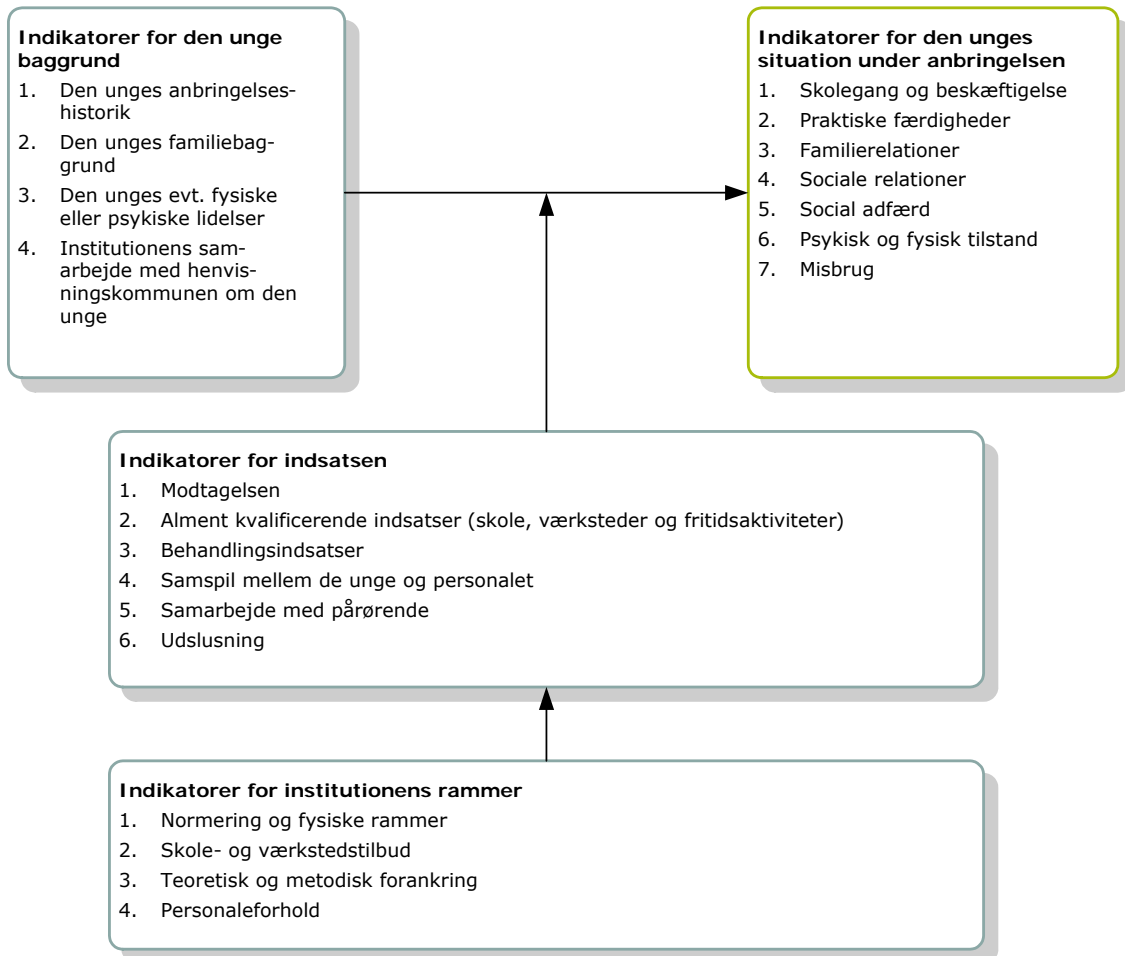 Indikatorer for den unge
baggrund
1. Den unges anbringelses-
historik
2. Den unges familiebag-
grund
3. Den unges evt. fysiske
eller psykiske lidelser
4. Institutionens sam-
arbejde med henvis-
ningskommunen om den
unge
Indikatorer for den unges
situation under anbringelsen
1. Skolegang og beskæftigelse
2. Praktiske færdigheder
3. Familierelationer
4. Sociale relationer
5. Social adfærd
6. Psykisk og fysisk tilstand
7. Misbrug
Indikatorer for indsatsen
1. Modtagelsen
2. Alment kvalificerende indsatser (skole, værksteder og fritidsaktiviteter)
3. Behandlingsindsatser
4. Samspil mellem de unge og personalet
5. Samarbejde med pårørende
6. Udslusning
Indikatorer for institutionens rammer
1. Normering og fysiske rammer
2. Skole- og værkstedstilbud
3. Teoretisk og metodisk forankring
4. Personaleforhold